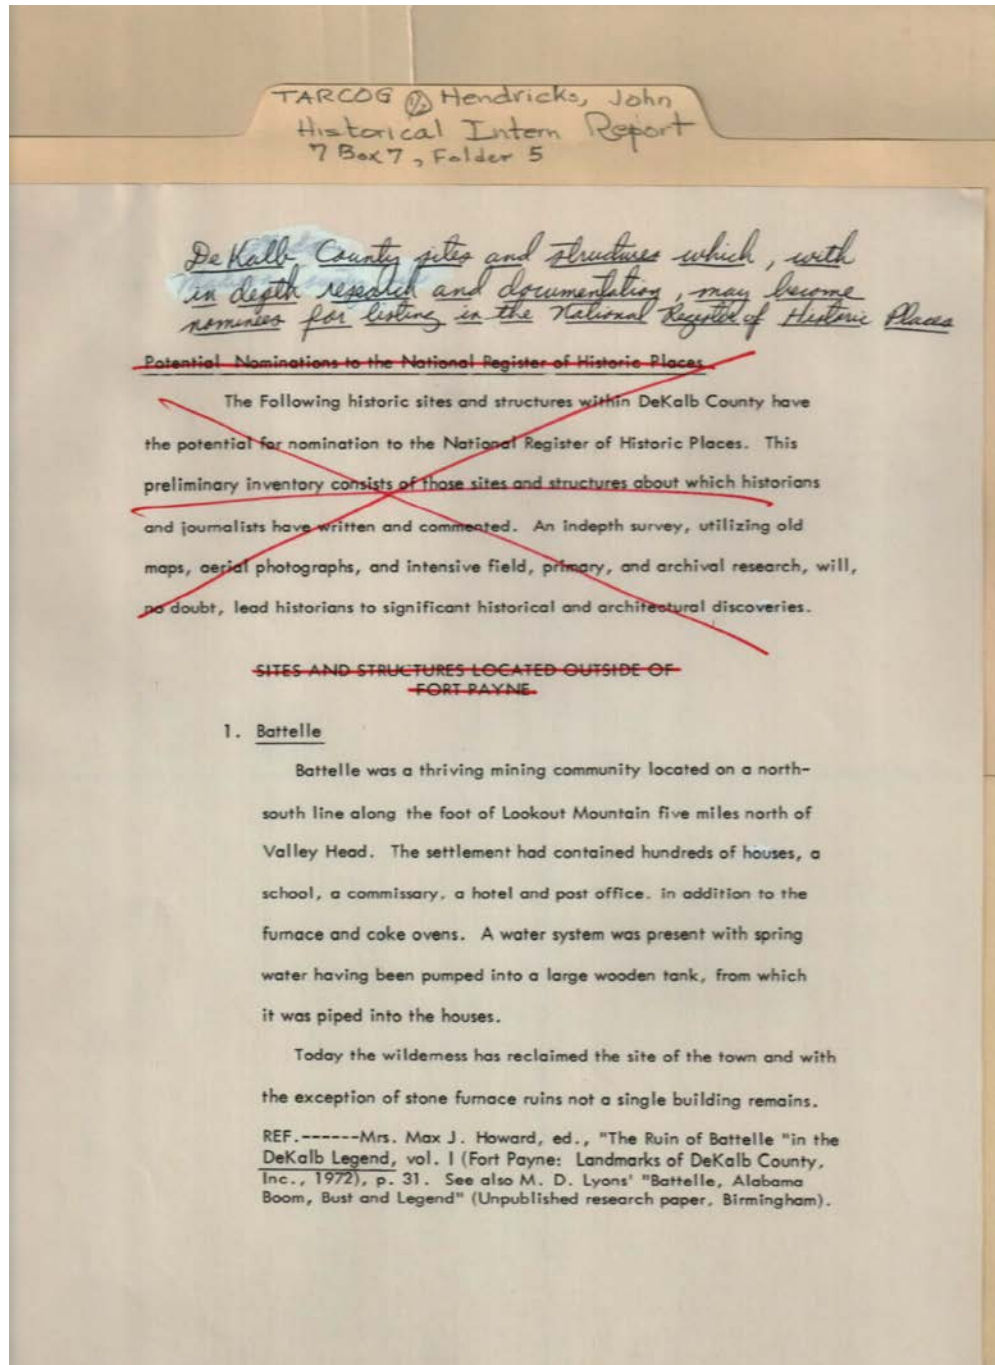 TARCOG ½ Hendricks, John
Historical Intern Report
7 Box 7, Folder 5
DeKalb County sites and structures which, with
in depth research and documentation, may become
nominees for listing in the National Register of Historic Places
Potential Nominations to the National Register of Historic Places
The Following historic sites and structures within DeKalb County have
the potential for nomination to the National Register of Historic Places. This
preliminary inventory consists of those sites and structures about which historians
and journalists have written and commented. An indepth survey, utilizing old
maps, aerial photographs, and intensive field, primary, and archival research, will,
no doubt, lead historians to significant historical and architectural discoveries.
SITES AND STRUCTURES LOCATED OUTSIDE OF
FORT PAYNE
1. Battelle
Battelle was a thriving mining community located on a north-
south line along the foot of Lookout Mountain five miles north of
Valley Head. The settlement had contained hundreds of houses, a
school, a commissary, a hotel and post office, in addition to the
furnace and coke ovens. A water system was present with spring
water having been pumped into a large wooden tank, from which
it was piped into the houses.
Today the wilderness has reclaimed the site of the town and with
the exception of stone furnace ruins not a single building remains.
REF.------Mrs. Max J. Howard, ed., "The Ruin of Battelle "in the
DeKalb Legend, vol. I (Fort Payne: Landmarks of DeKalb County,
Inc., 1972), p. 31. See also M. D. Lyons' "Battelle, Alabama
Boom, Bust and Legend" (Unpublished research paper, Birmingham).